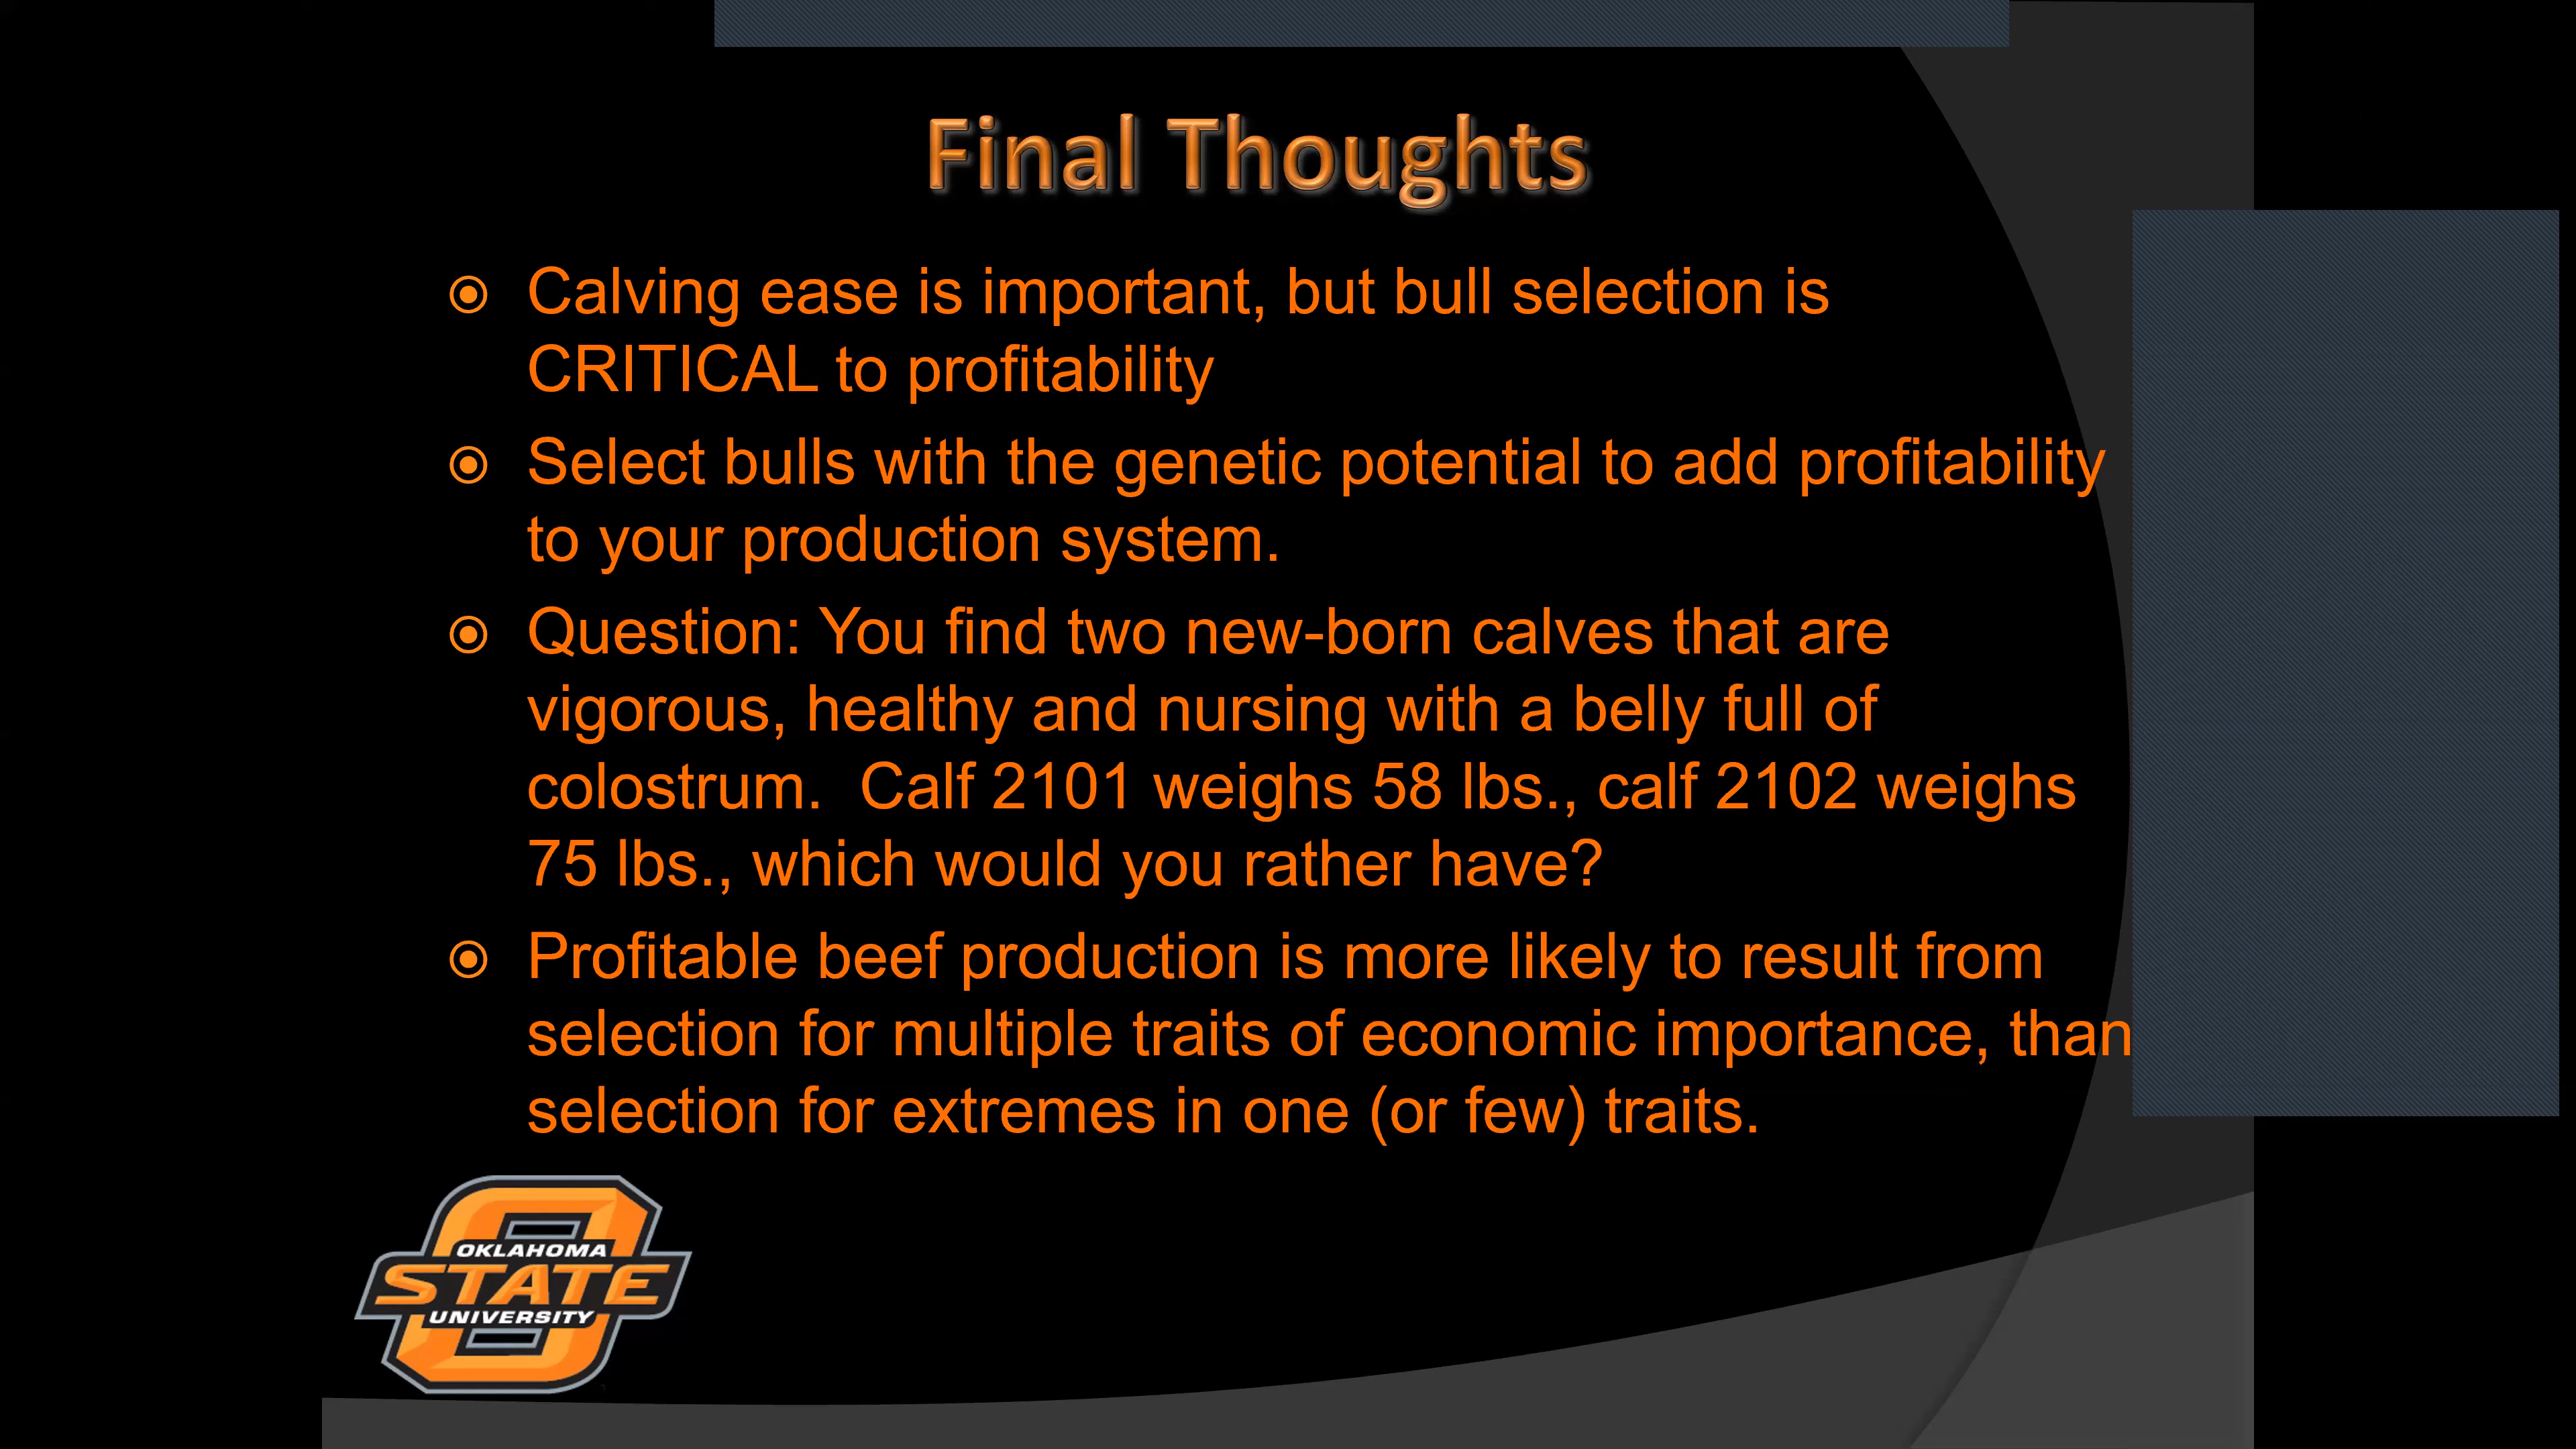 Final Thoughts
Calving ease is important, but bull selection is
CRITICAL to profitability
Select bulls with the genetic potential to add profitability
to your production system.
Question: You find two new-born calves that are
vigorous, healthy and nursing with a belly full of
colostrum.  Calf 2101 weighs 58 lbs., calf 2102 weighs
75 lbs., which would you rather have?
Profitable beef production is more likely to result from
selection for multiple traits of economic importance, than
selection for extremes in one (or few) traits.
OKLAHOMA
STATE
UNIVERSITY